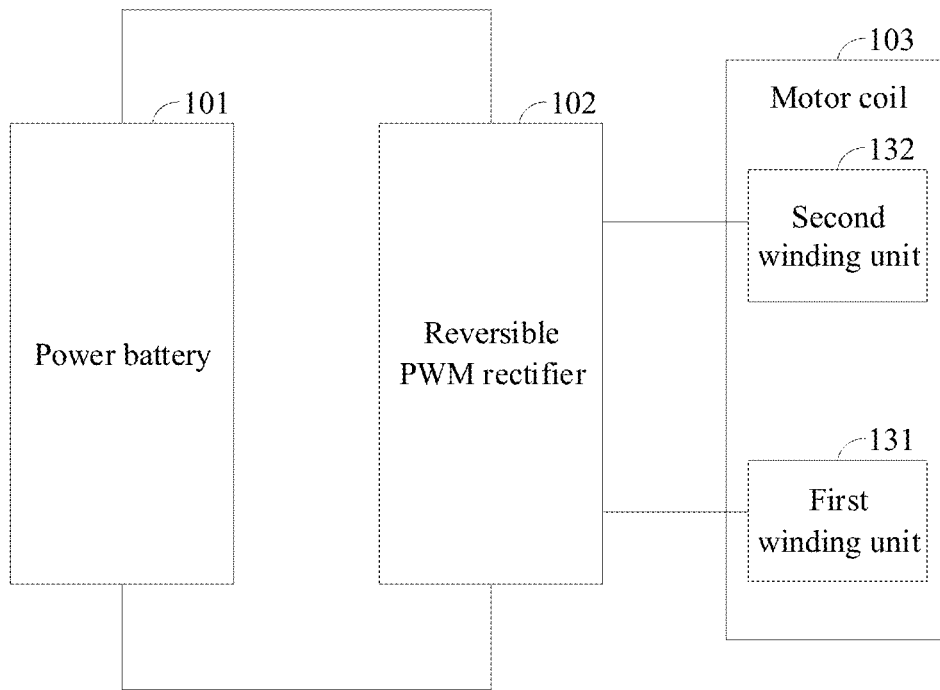 103
101
102
Motor coil
132
Second
winding unit
Power battery
Reversible
PWM rectifier
131
First
winding unit